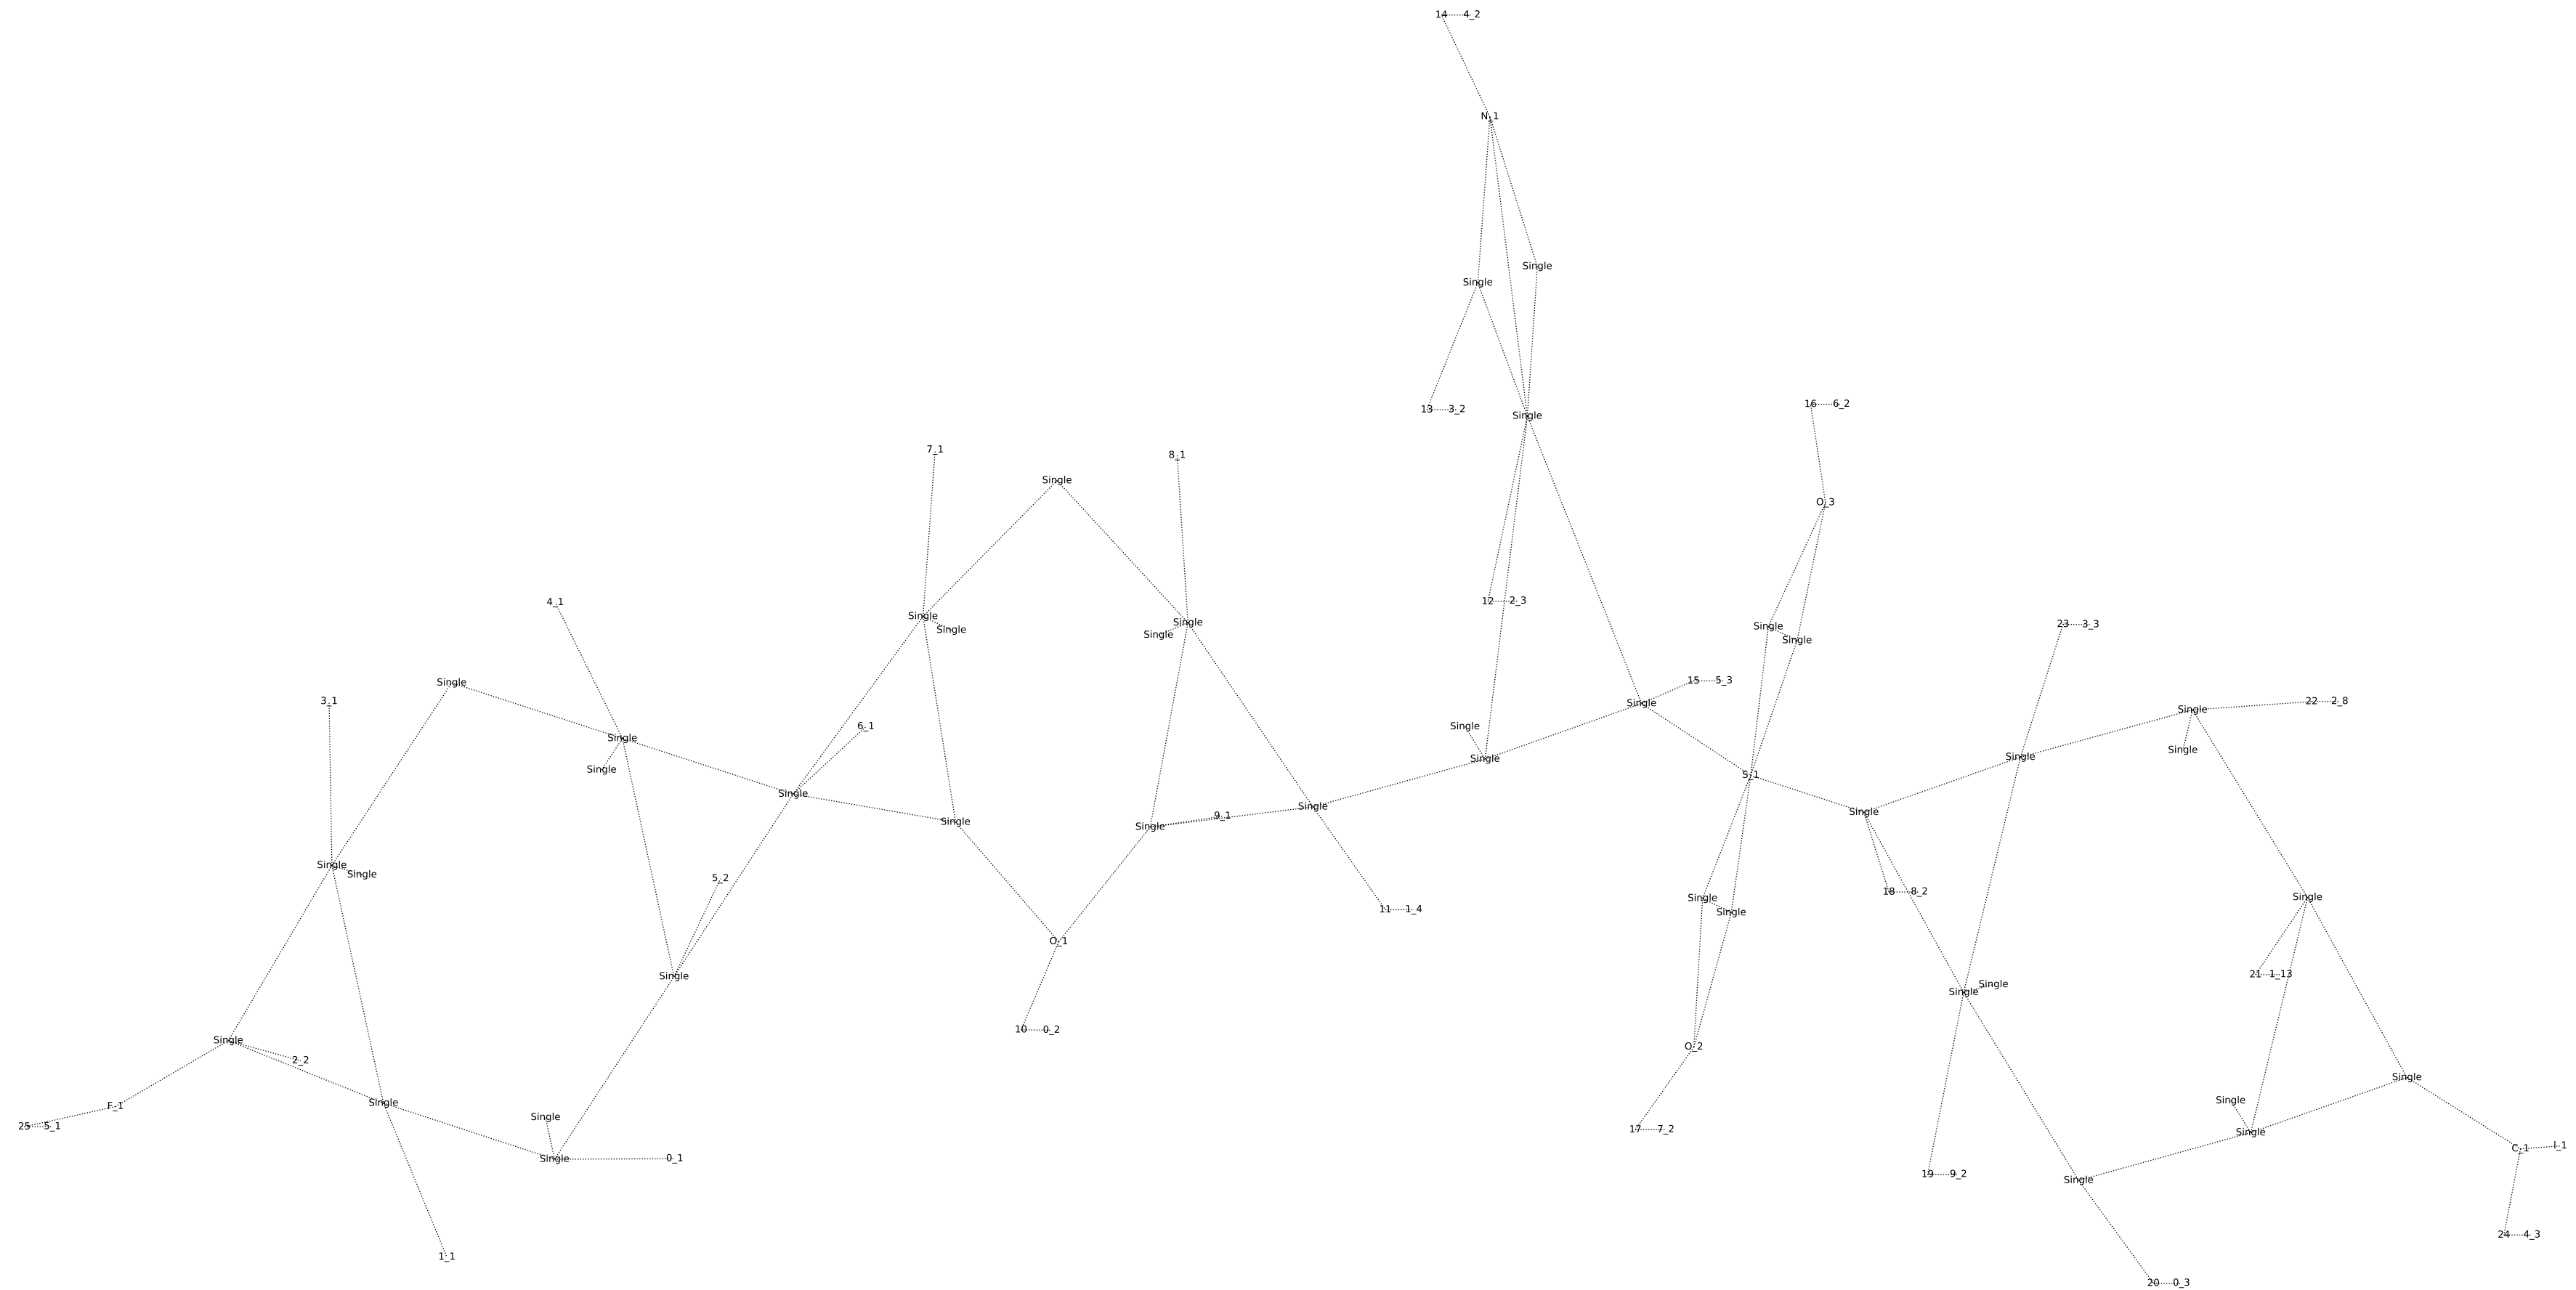 14 4_2
N_1
Single
Single
13 3_2
16 6_2
Single
7_1
8_1
Single
O_3
12 2_3
4_1
Single
Single
Single
23 3_3
Single
Single
Single
Single
15 5_3
Single
3_1
Single
22 2_8
Single
6_1
Single
Single
Single
Single
Single
Single
S_1
Single
Single
Single
9_1
Single
Single
Single
Single
5_2
18 8_2
Single
Single
11 1_4
Single
O_1
21 1_13
Single
Single
Single
10 0_2
Single
O_2
2_2
Single
Single
Single
F_1
Single
25 5_1
17 7_2
Single
I_1
C_1
Single
0_1
19 9_2
Single
24 4_3
1_1
20 0_3